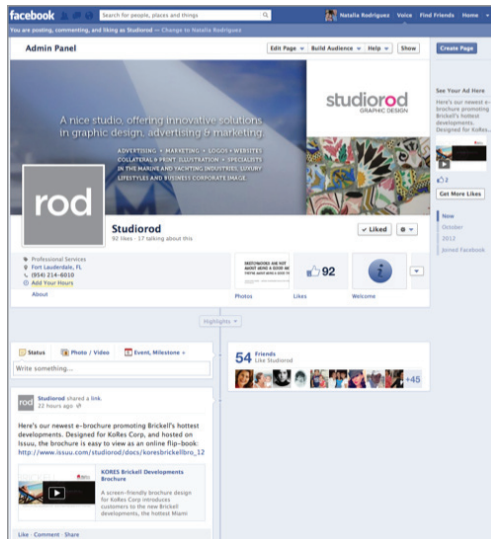 facebook
Search for people, places and things
Natalia Rodriguez Voice Find Friends Home
You are posting, commenting, and liking as Studiorod — Change to Natalia Rodriguez
Admin Panel
Edit Page Build Audience Help Show
Create Page
A nice studio, offering innovative solutions
in graphic design, advertising & marketing.
ADVERTISING • MARKETING • LOGOS • WEBSITES
COLLATERAL & PRINT, ILLUSTRATION • SPECIALISTS
IN THE MARINE AND YACHTING INDUSTRIES, LUXURY
LIFESTYLES AND BUSINESS CORPORATE IMAGE.
studiorod
GRAPHIC DESIGN
See Your Ad Here
Here's our newest e-
brochure promoting
Brickell's hottest
developments.
Designed for KoRes...
2
Get More Likes
Now
October
2012
Joined Facebook
rod
Studiorod
90 likes · 17 talking about this
Liked
Professional Services
Fort Lauderdale, FL
(954) 214-6010
Add Your Hours
About
92
i
Photos
Likes
Welcome
Highlights
Status
Photo / Video
Event, Milestone +
Write something...
54 Friends
Like Studiorod
+45
rod
Studiorod shared a link.
22 hours ago
Here's our newest e-brochure promoting Brickell's hottest
developments. Designed for KoRes Corp, and hosted on
Issuu, the brochure is easy to view as an online flip-book:
http://www.issuu.com/studiorod/docs/koresbrickellbro_12
KORES Brickell Developments
Brochure
A screen-friendly brochure design
for KoRes Corp introduces
customers to the new Brickell
developments, the hottest Miami
Like · Comment · Share